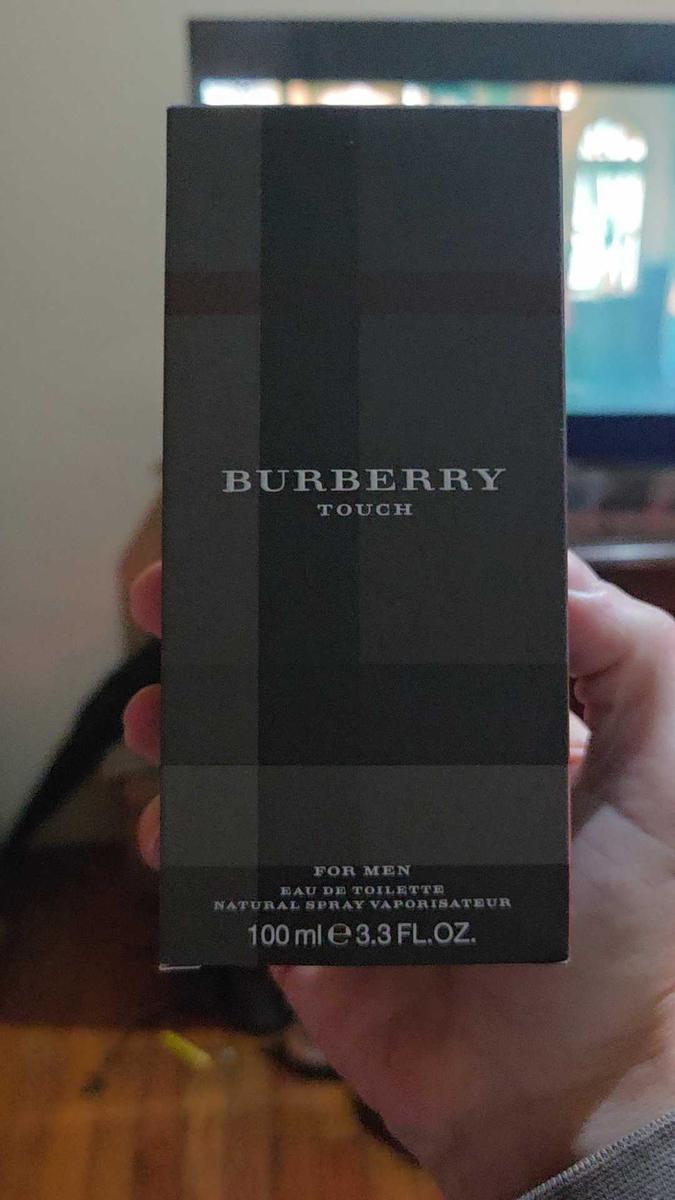 BURBERRY
TOUCH
FOR MEN
EAU DE TOILETTE
NATURAL SPRAY VAPORISATEUR
100 ml ℮ 3.3 FL.OZ.